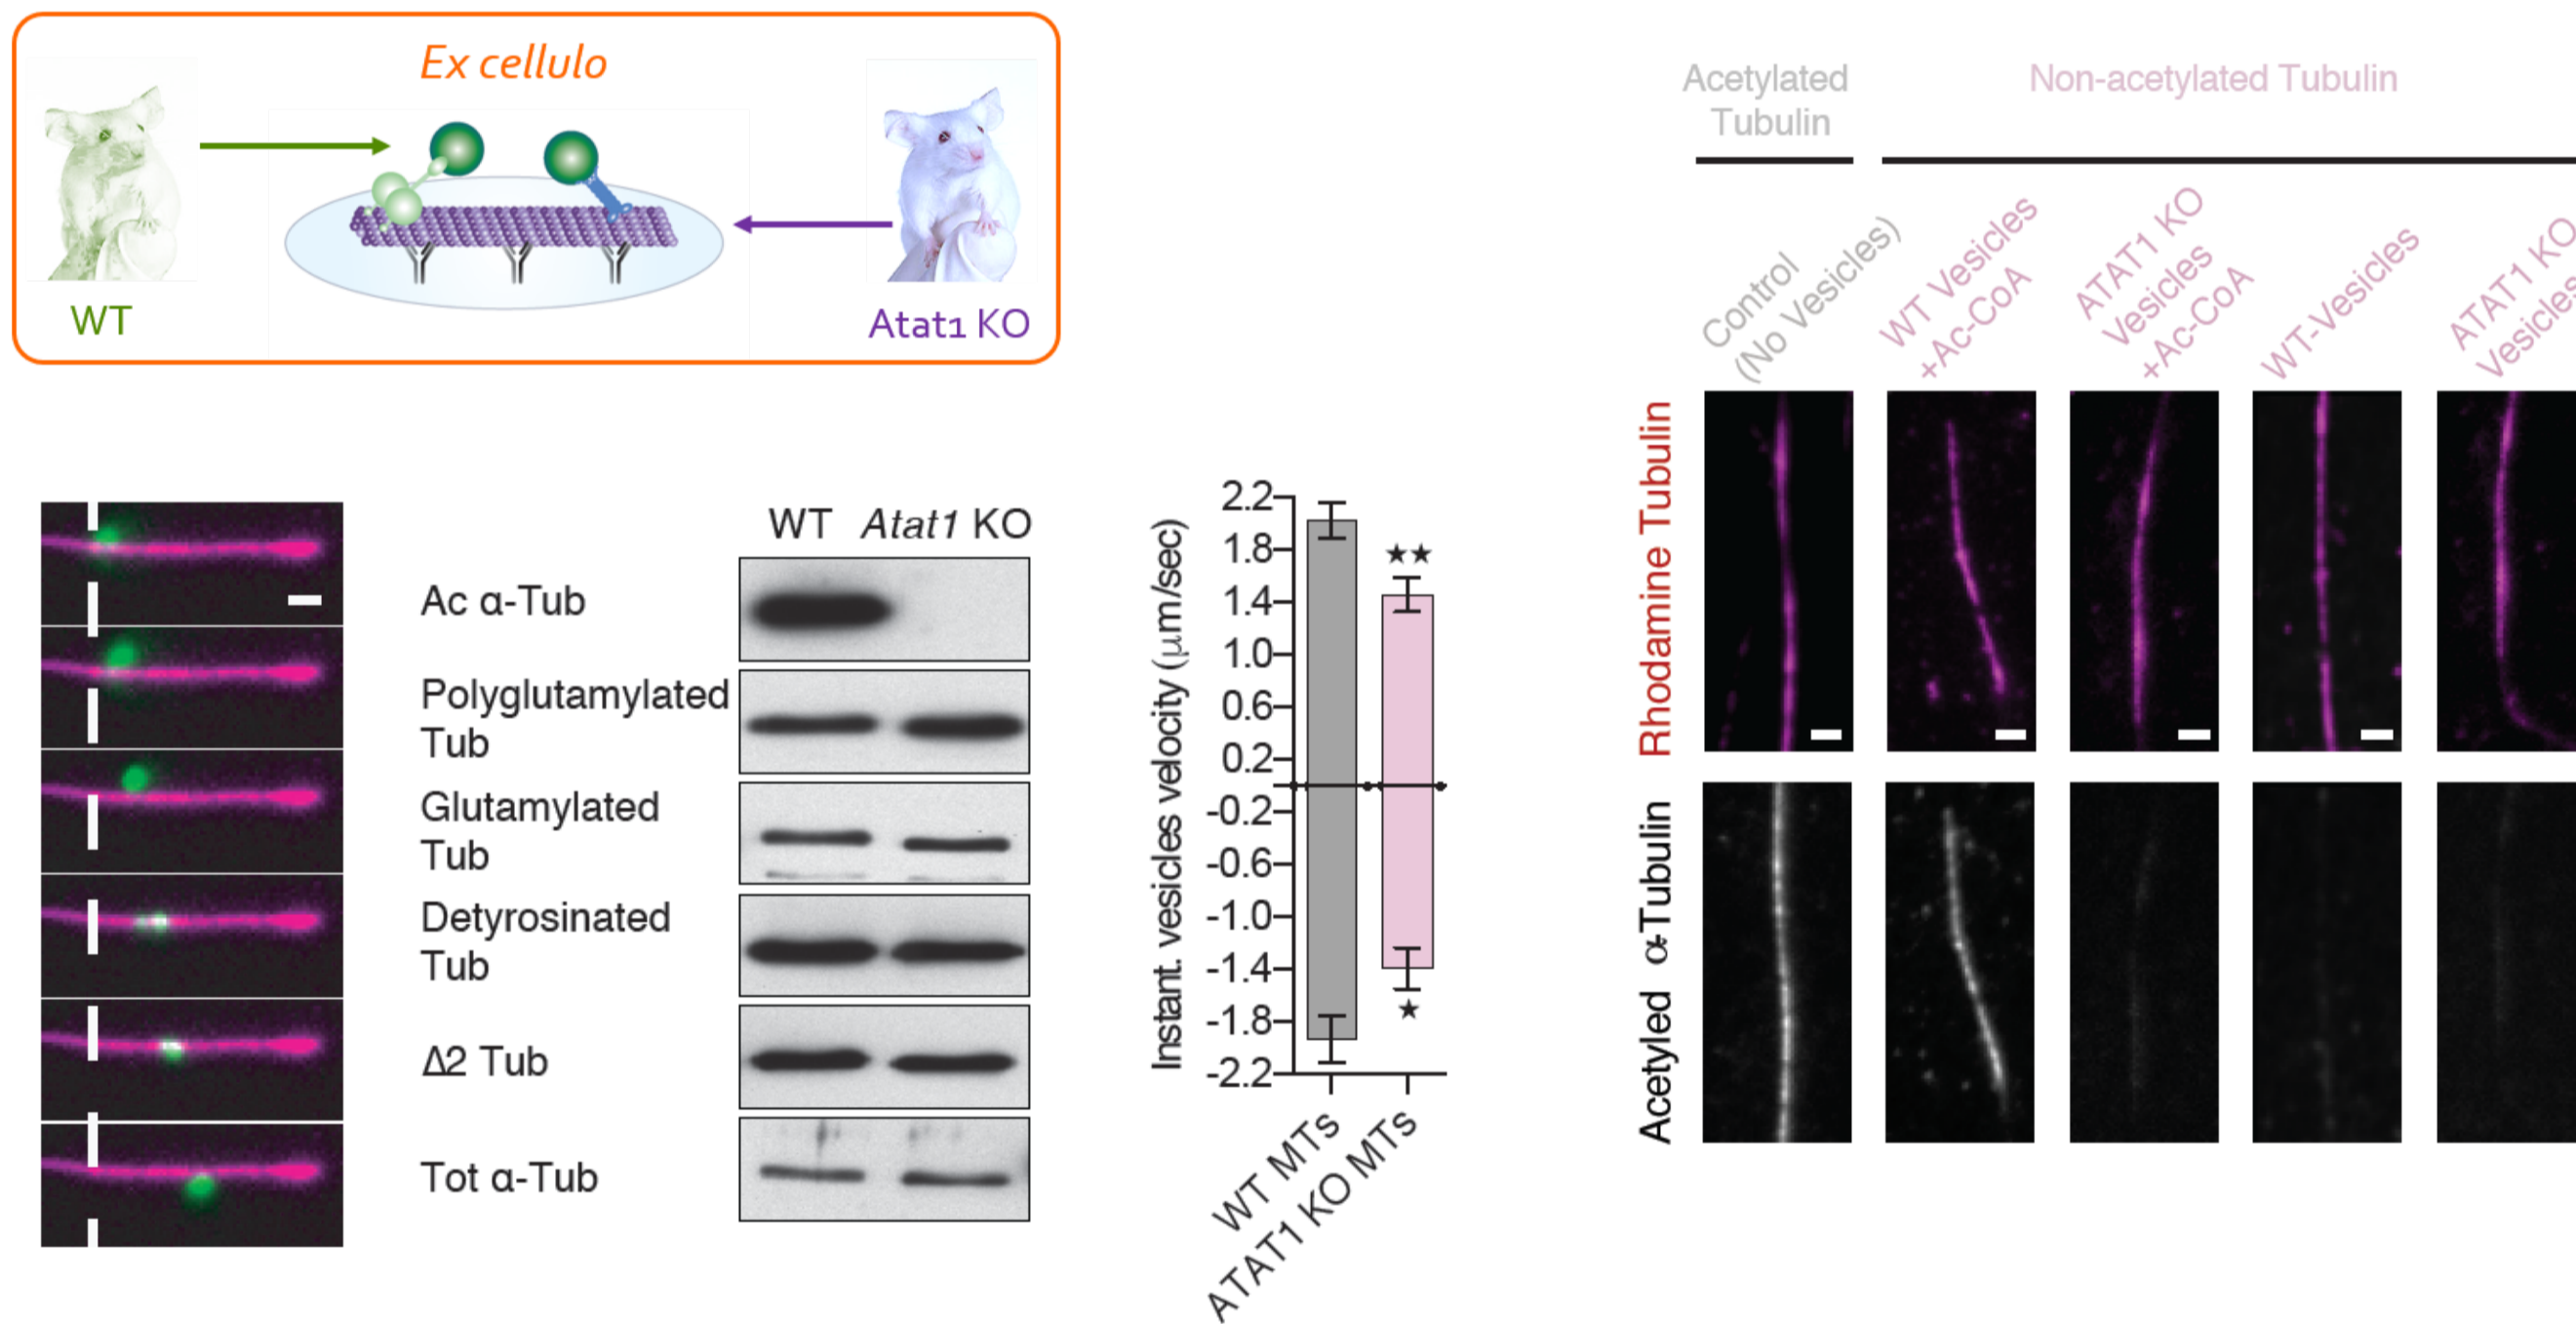 Ex cellulo
WT
Atat1 KO
WT Atat1 KO
Ac α-Tub
Polyglutamylated
Tub
Glutamylated
Tub
Detyrosinated
Tub
Δ2 Tub
Tot α-Tub
Instant. vesicles velocity (μm/sec)
2.2
1.8
1.4
1.0
0.6
0.2
-0.2
-0.6
-1.0
-1.4
-1.8
-2.2
★★
★
WT MTs
ATAT1 KO MTs
Acetylated
Tubulin
Non-acetylated Tubulin
Control
(No Vesicles)
WT Vesicles
+Ac-CoA
ATAT1 KO
Vesicles
+Ac-CoA
WT-Vesicles
ATAT1 KO
Vesicles
Rhodamine Tubulin
Acetyled α-Tubulin